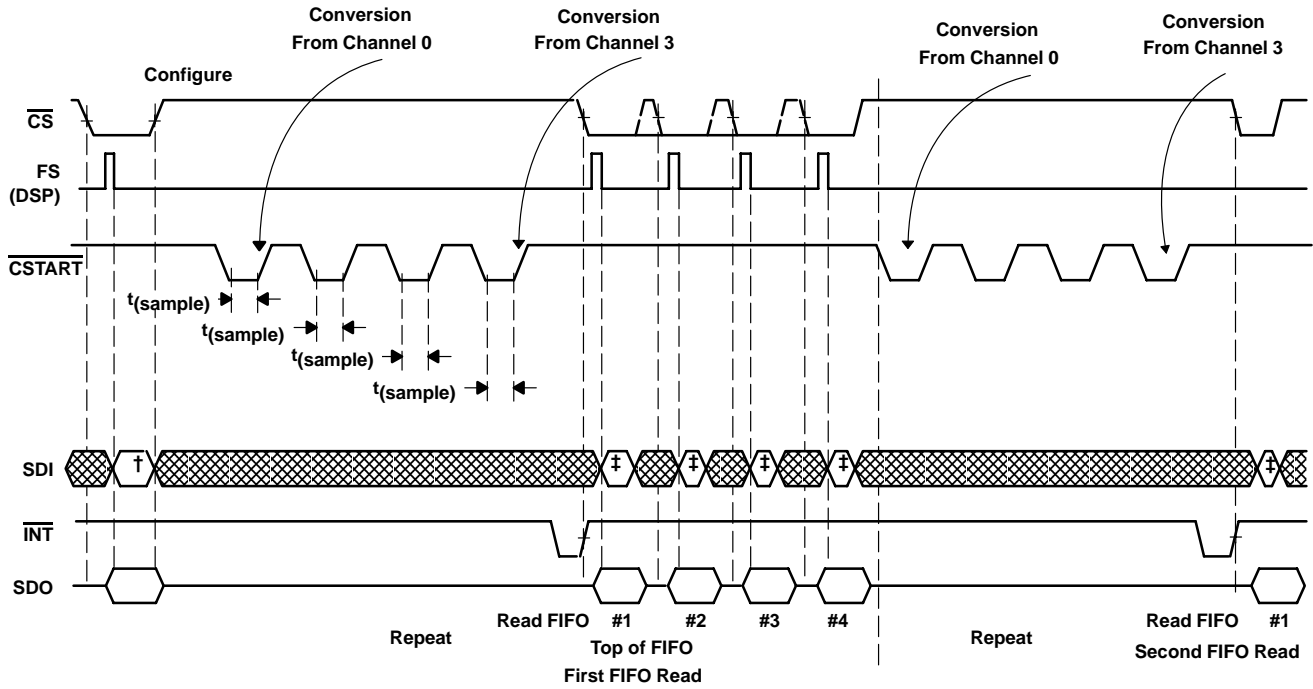 Conversion
From Channel 0
Conversion
From Channel 3
Conversion
From Channel 0
Conversion
From Channel 3
Configure
CS
FS
(DSP)
CSTART
t(sample)
t(sample)
t(sample)
t(sample)
SDI
†
‡
‡
‡
‡
‡
INT
SDO
Repeat
Read FIFO
#1
#2
#3
#4
Top of FIFO
First FIFO Read
Repeat
Read FIFO
#1
Second FIFO Read